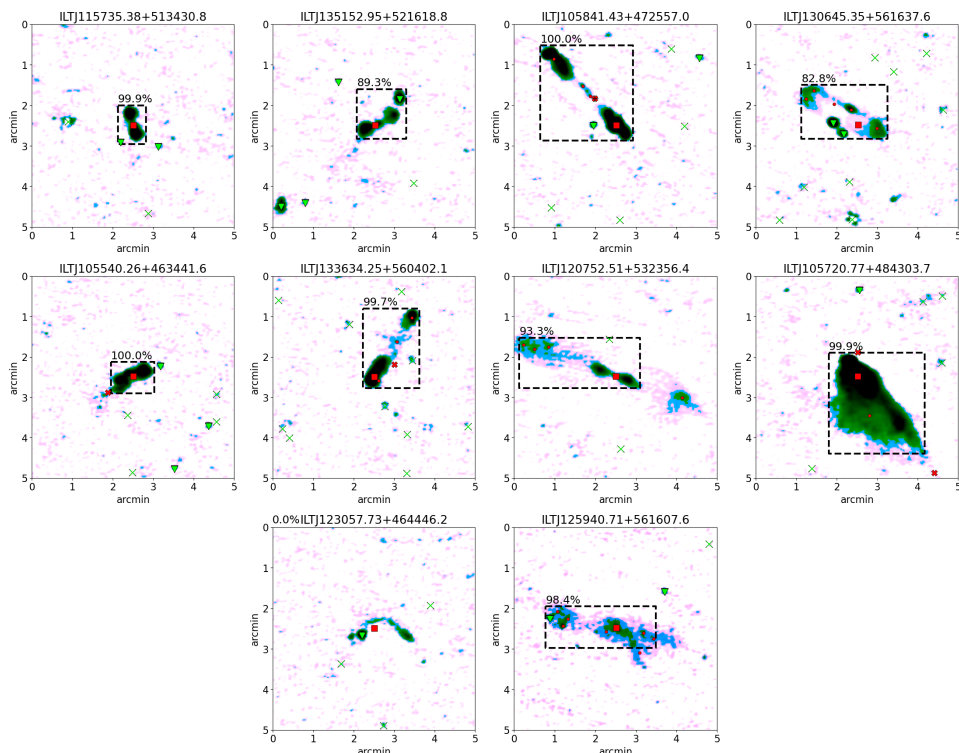 ILTJ115735.38+513430.8 ILTJ135152.95+521618.8 ILTJ105841.43+472557.0 ILTJ130645.35+561637.6
99.9% 89.3% 100.0% 82.8%
arcmin 0 1 2 3 4 5
arcmin 0 1 2 3 4 5
arcmin 0 1 2 3 4 5
arcmin 0 1 2 3 4 5
0 1 2 3 4 5 0 1 2 3 4 5 0 1 2 3 4 5 0 1 2 3 4 5
arcmin arcmin arcmin arcmin
ILTJ105540.26+463441.6 ILTJ133634.25+560402.1 ILTJ120752.51+532356.4 ILTJ105720.77+484303.7
100.0% 99.7% 93.3% 99.9%
arcmin 0 1 2 3 4 5
arcmin 0 1 2 3 4 5
arcmin 0 1 2 3 4 5
arcmin 0 1 2 3 4 5
0 1 2 3 4 5 0 1 2 3 4 5 0 1 2 3 4 5 0 1 2 3 4 5
arcmin arcmin arcmin arcmin
0.0% ILTJ123057.73+464446.2 ILTJ125940.71+561607.6
98.4%
arcmin 0 1 2 3 4 5
arcmin 0 1 2 3 4 5
0 1 2 3 4 5 0 1 2 3 4 5
arcmin arcmin